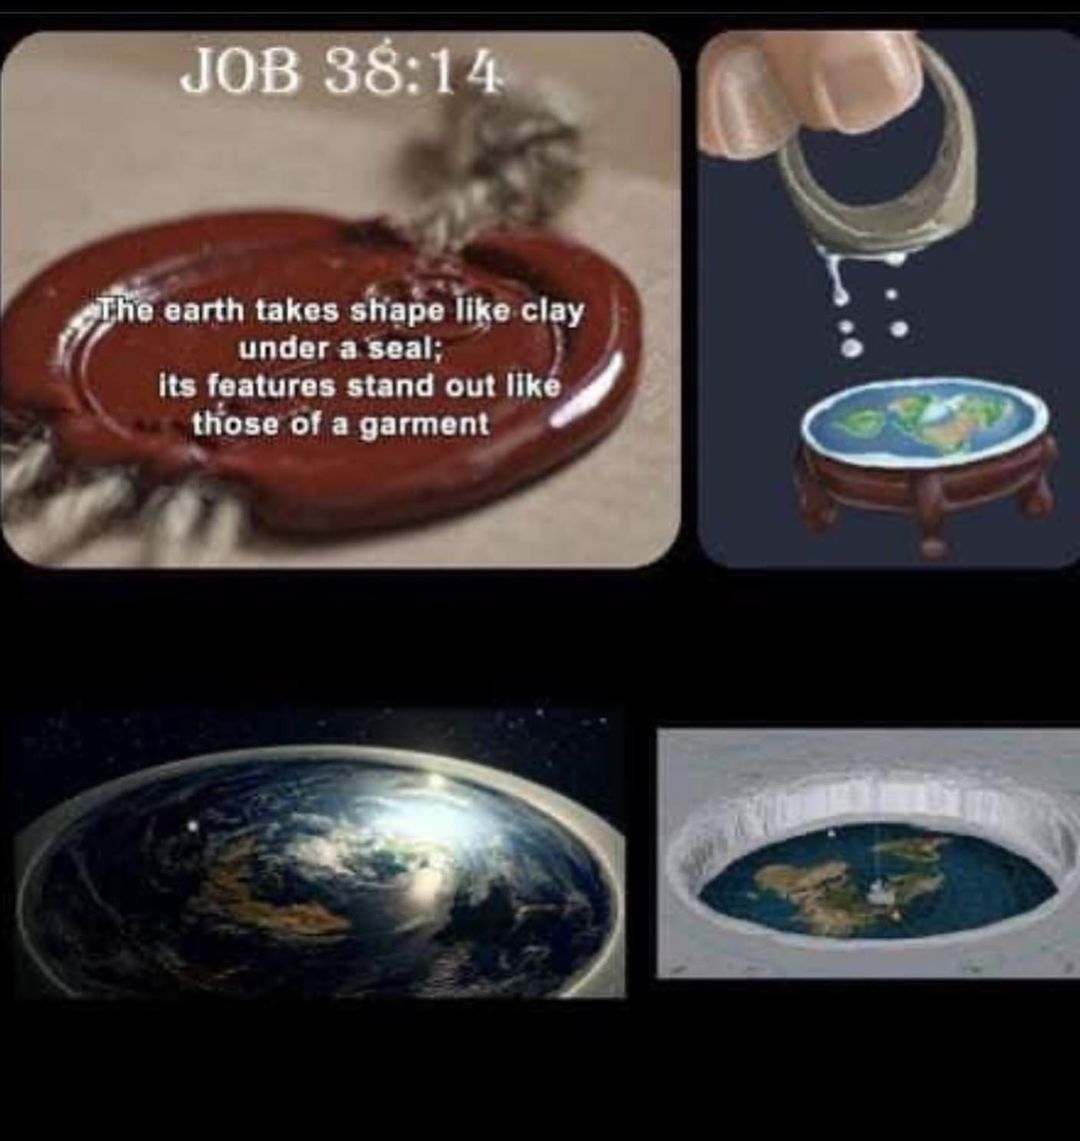 JOB 38:14
The earth takes shape like clay
under a seal;
its features stand out like
those of a garment